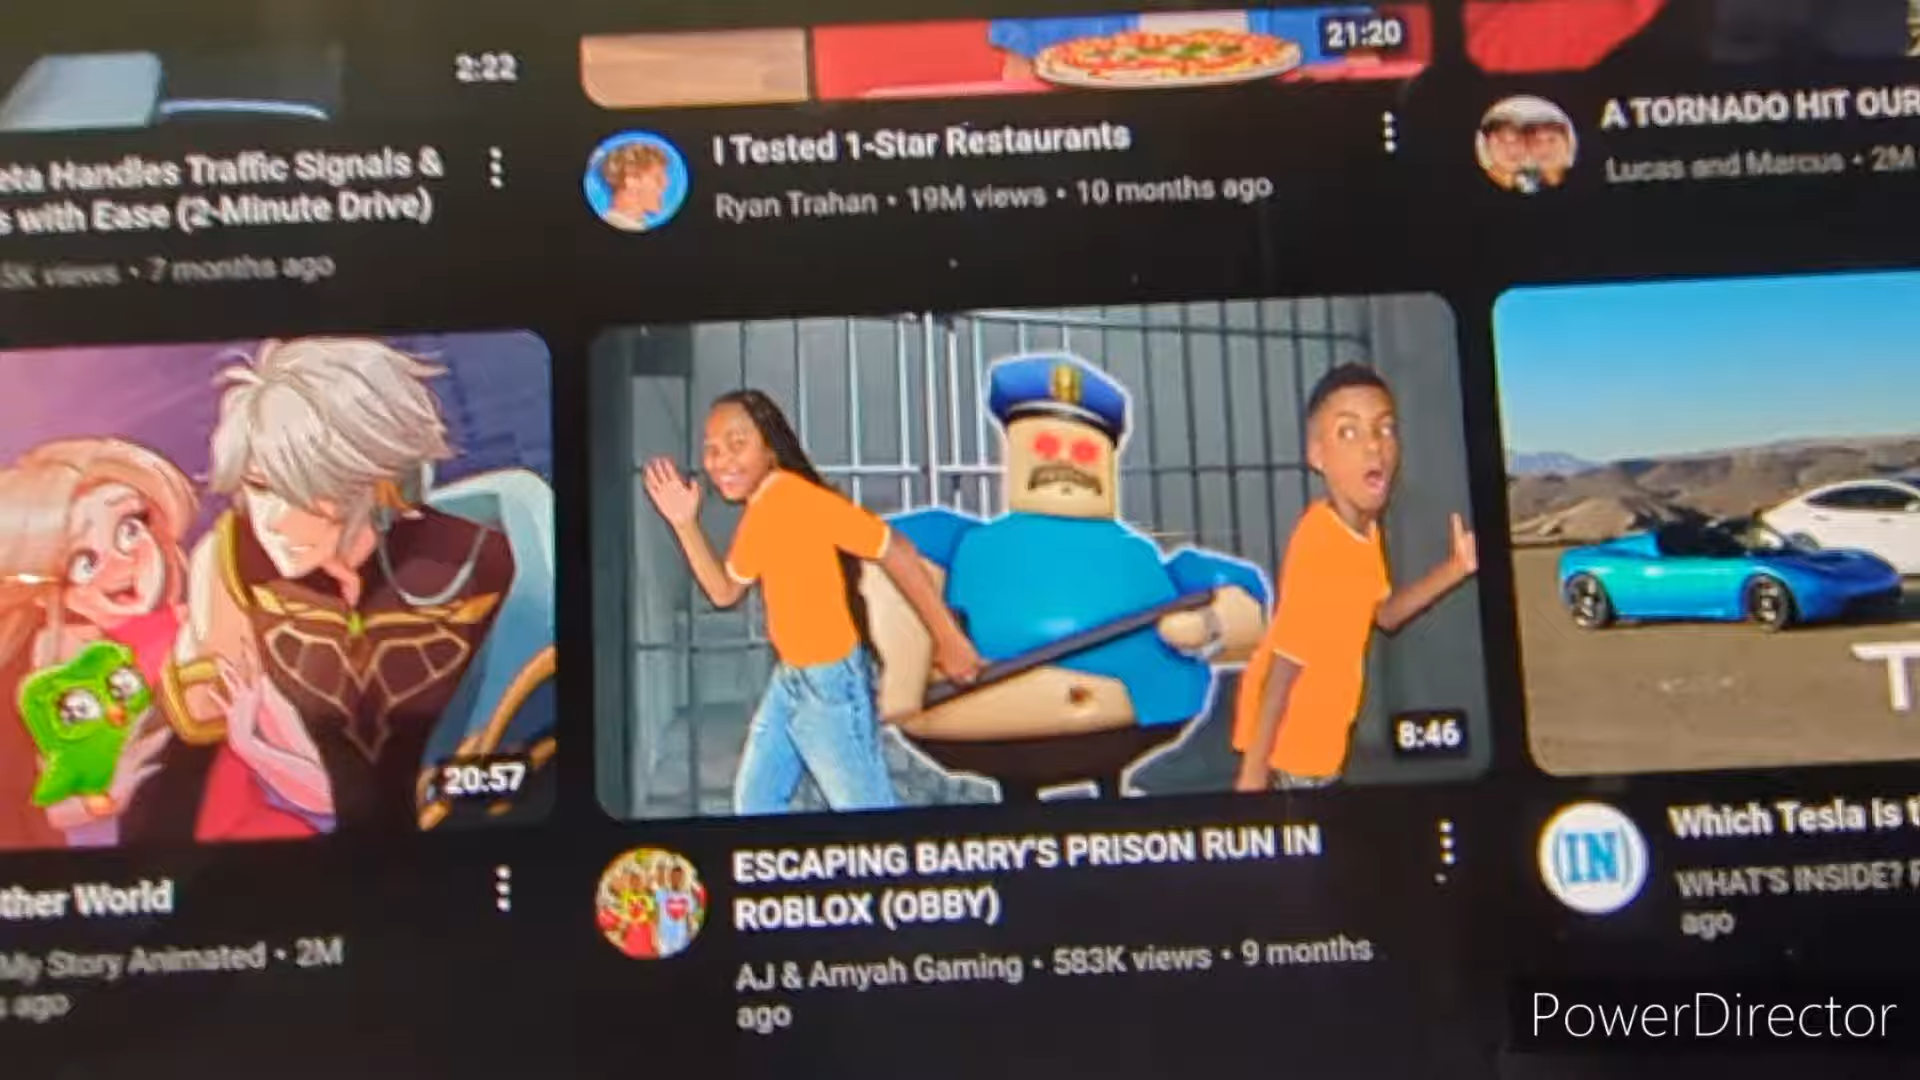 2:22
eta Handles Traffic Signals &
s with Ease (2-Minute Drive)
5K views • 7 months ago
21:20
I Tested 1-Star Restaurants
Ryan Trahan • 19M views • 10 months ago
A TORNADO HIT OUR
Lucas and Marcus • 2M
20:57
ther World
My Story Animated • 2M
ago
8:46
ESCAPING BARRY'S PRISON RUN IN
ROBLOX (OBBY)
AJ & Amyah Gaming • 583K views • 9 months
ago
T
IN
Which Tesla Is t
WHAT'S INSIDE? F
ago
PowerDirector